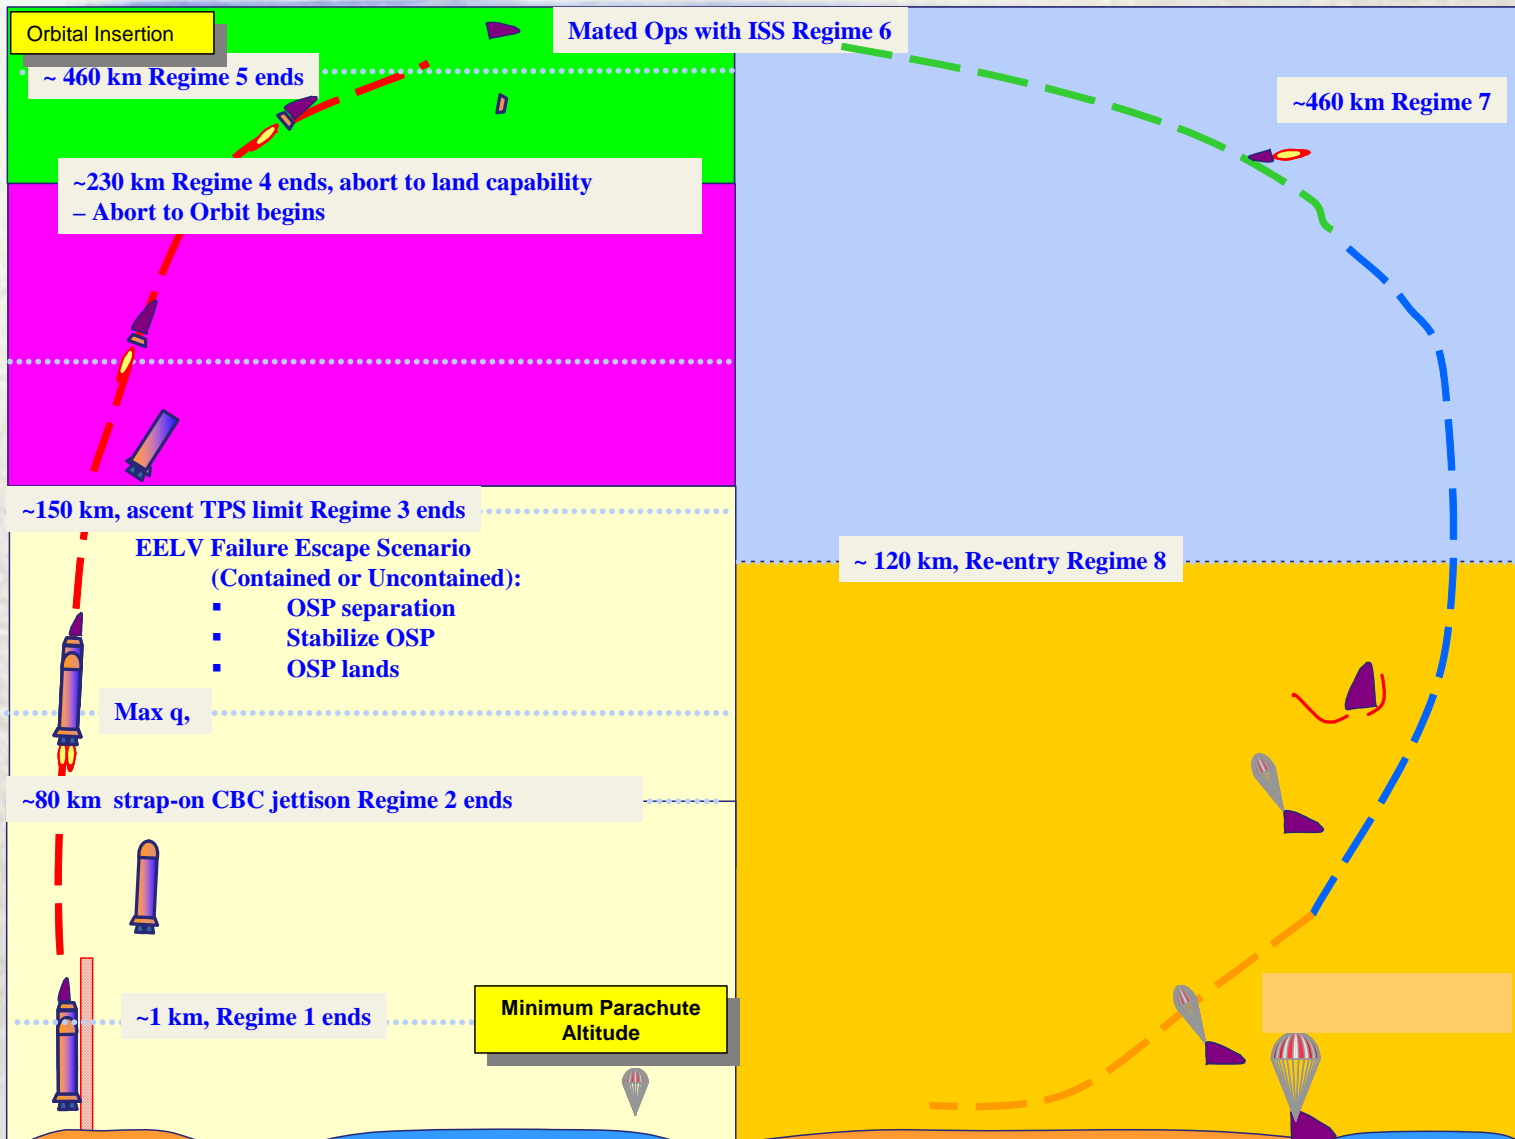 Orbital Insertion
Mated Ops with ISS Regime 6
~ 460 km Regime 5 ends
~460 km Regime 7
~230 km Regime 4 ends, abort to land capability
– Abort to Orbit begins
~150 km, ascent TPS limit Regime 3 ends
EELV Failure Escape Scenario
(Contained or Uncontained):
▪ OSP separation
▪ Stabilize OSP
▪ OSP lands
~ 120 km, Re-entry Regime 8
Max q,
~80 km  strap-on CBC jettison Regime 2 ends
~1 km, Regime 1 ends
Minimum Parachute
Altitude